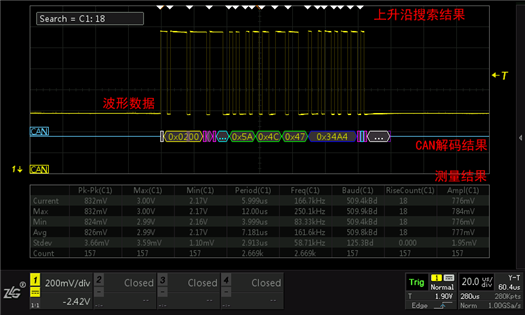 Search = C1: 18
上升沿搜索结果
T
波形数据
CAN
0x0200
...
0x5A
0x4C
0x47
0x34A4
...
CAN解码结果
1
CAN
测量结果
Pk-Pk(C1) Max(C1) Min(C1) Period(C1) Freq(C1) Baud(C1) RiseCount(C1) Ampl(C1)
Current 832mV 3.00V 2.17V 5.999us 166.7kHz 509.4kBd 18 776mV
Max 832mV 3.00V 2.17V 12.00us 250.1kHz 509.8kBd 18 784mV
Min 824mV 2.99V 2.16V 3.999us 83.33kHz 509.4kBd 18 776mV
Avg 826mV 2.99V 2.17V 7.181us 161.6kHz 509.8kBd 18 777mV
Stdev 3.66mV 3.59mV 1.10mV 2.913us 58.71kHz 125.3Bd 0.000 1.95mV
Count 157 157 157 2.669k 2.669k 157 157 157
ZLG®
1 200mV/div
-2.42V
1:1
2 Closed
--
3 Closed
--
4 Closed
--
Trig 1 Normal
T 1.90V
Edge
20.0 us/div Y-T
60.4us
280us 280Kpts
Norm 1.00GSa/s